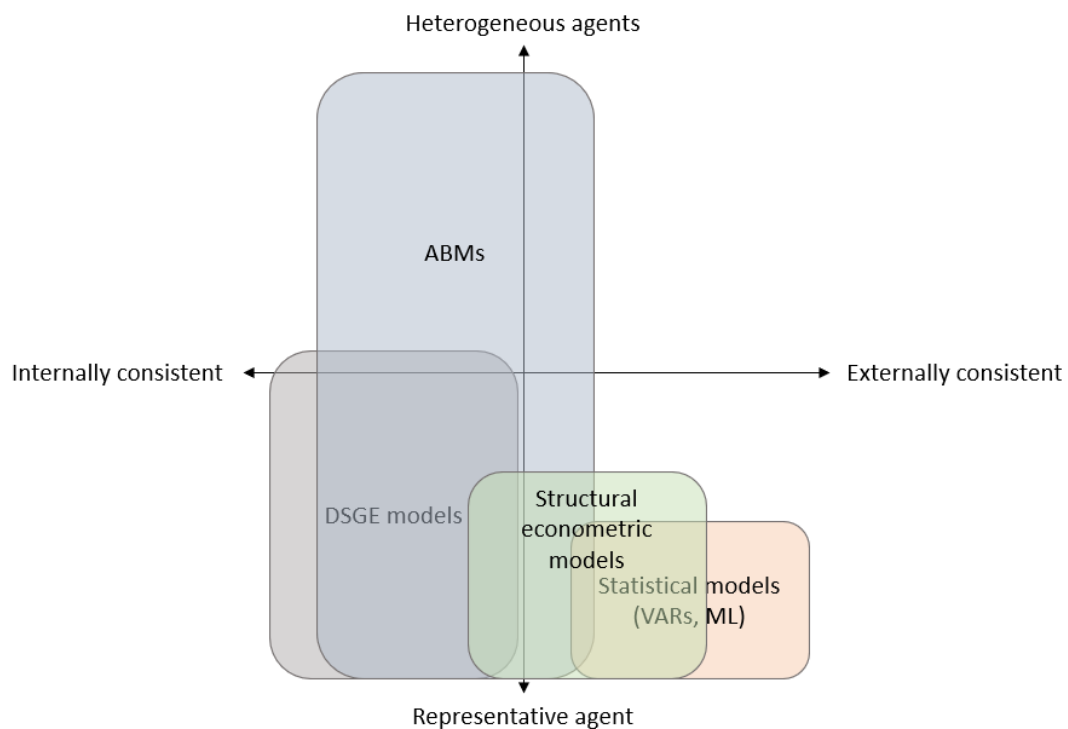 Heterogeneous agents
ABMs
Internally consistent
Externally consistent
DSGE models
Structural
econometric
models
Statistical models
(VARs, ML)
Representative agent